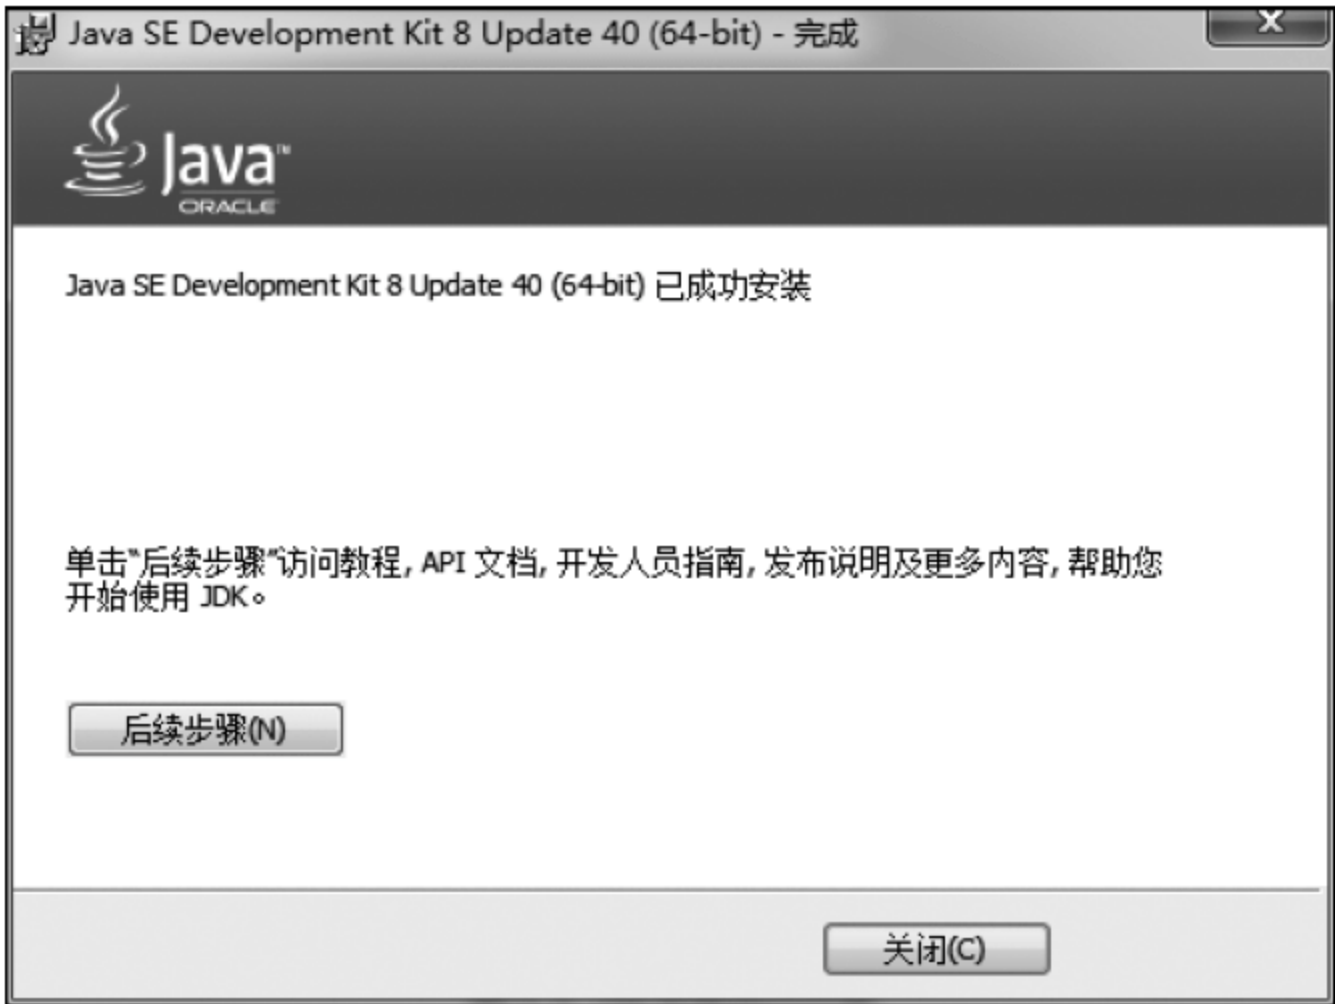 Java SE Development Kit 8 Update 40 (64-bit) - 完成
X
Java™
ORACLE
Java SE Development Kit 8 Update 40 (64-bit) 已成功安装
单击“后续步骤”访问教程, API 文档, 开发人员指南, 发布说明及更多内容, 帮助您
开始使用 JDK。
后续步骤(N)
关闭(C)